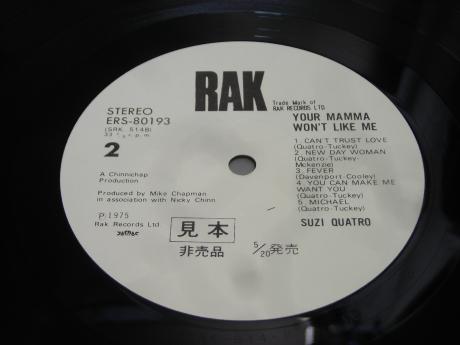 RAK
Trade Mark of
RAK RECORDS LTD
STEREO
ERS-80193
(SRK. 514B)
33 ⅓ r.p.m.
2
A Chinnichap
Production
Produced by Mike Chapman
in association with Nicky Chinn
P.1975
Rak Records Ltd
YOUR MAMMA
WON'T LIKE ME
1. CAN'T TRUST LOVE
(Quatro-Tuckey)
2. NEW DAY WOMAN
(Quatro-Tuckey-
Mckenzie)
3. FEVER
(Davenport-Cooley)
4. YOU CAN MAKE ME
WANT YOU
(Quatro-Tuckey)
5. MICHAEL
(Quatro-Tuckey)
SUZI QUATRO
見本
非売品
5/20発売